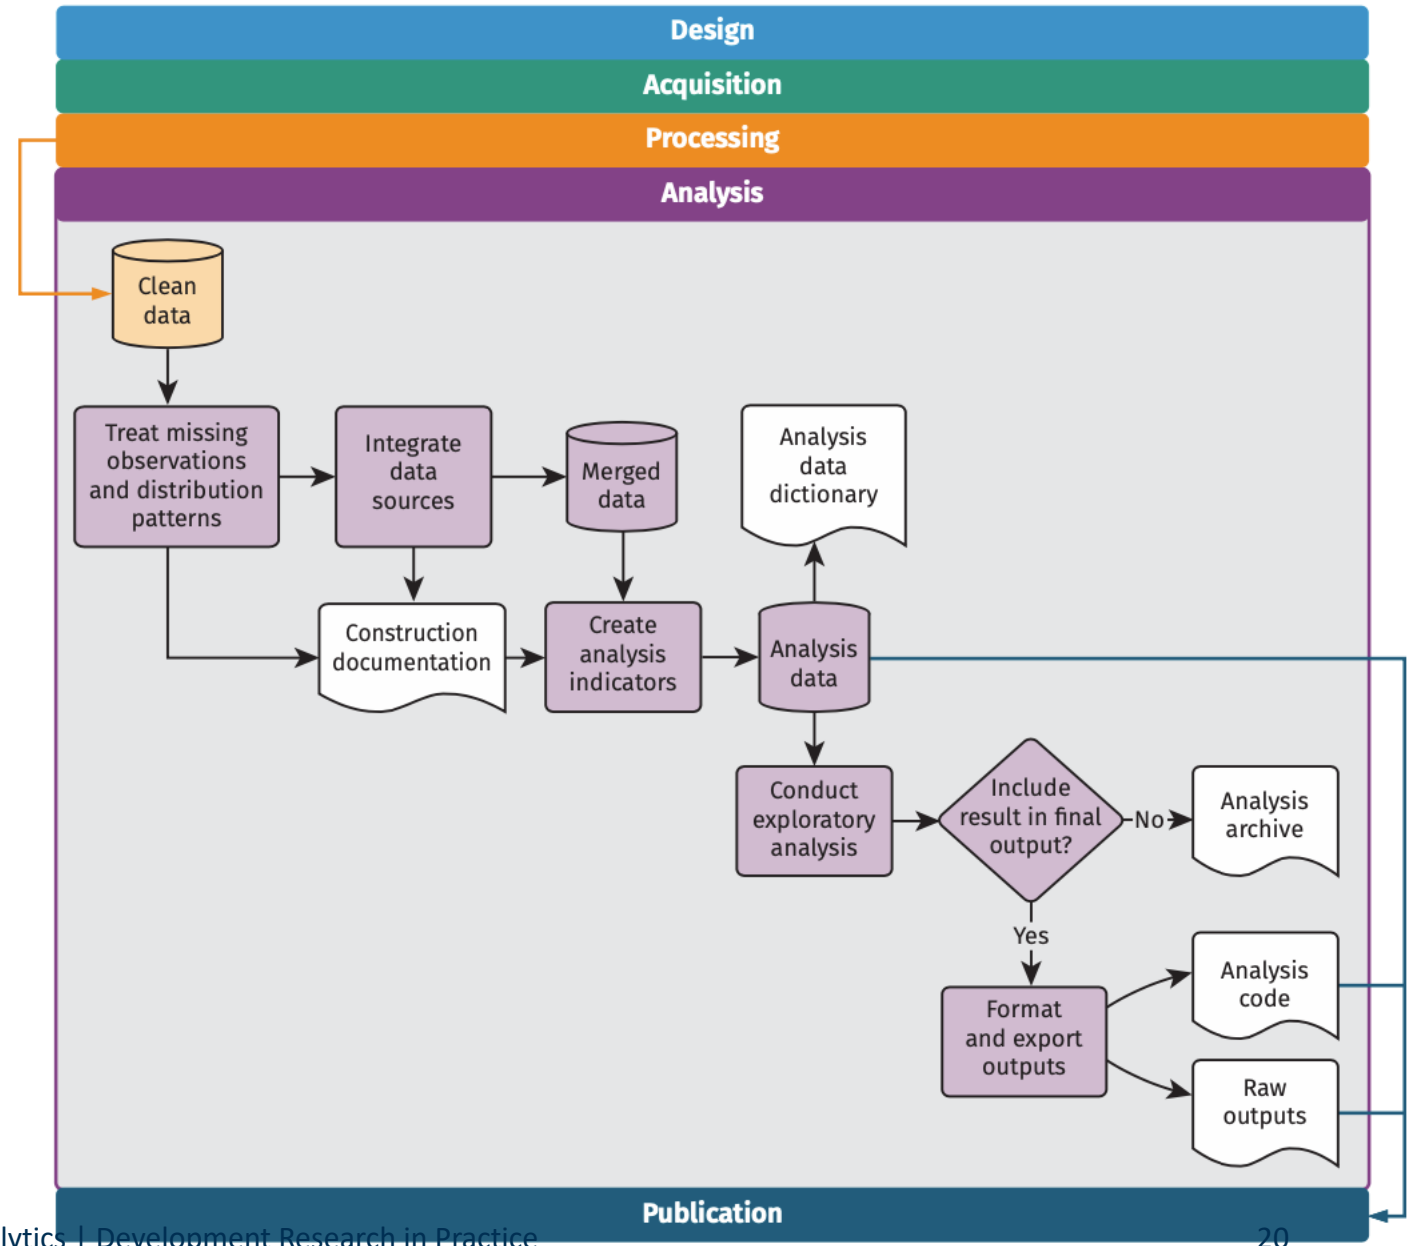 Design
Acquisition
Processing
Analysis
Clean
data
Treat missing
observations
and distribution
patterns
Integrate
data
sources
Merged
data
Analysis
data
dictionary
Construction
documentation
Create
analysis
indicators
Analysis
data
Conduct
exploratory
analysis
Include
result in final
output?
No
Analysis
archive
Yes
Format
and export
outputs
Analysis
code
Raw
outputs
Publication
lytics | Development Research in Practice
20